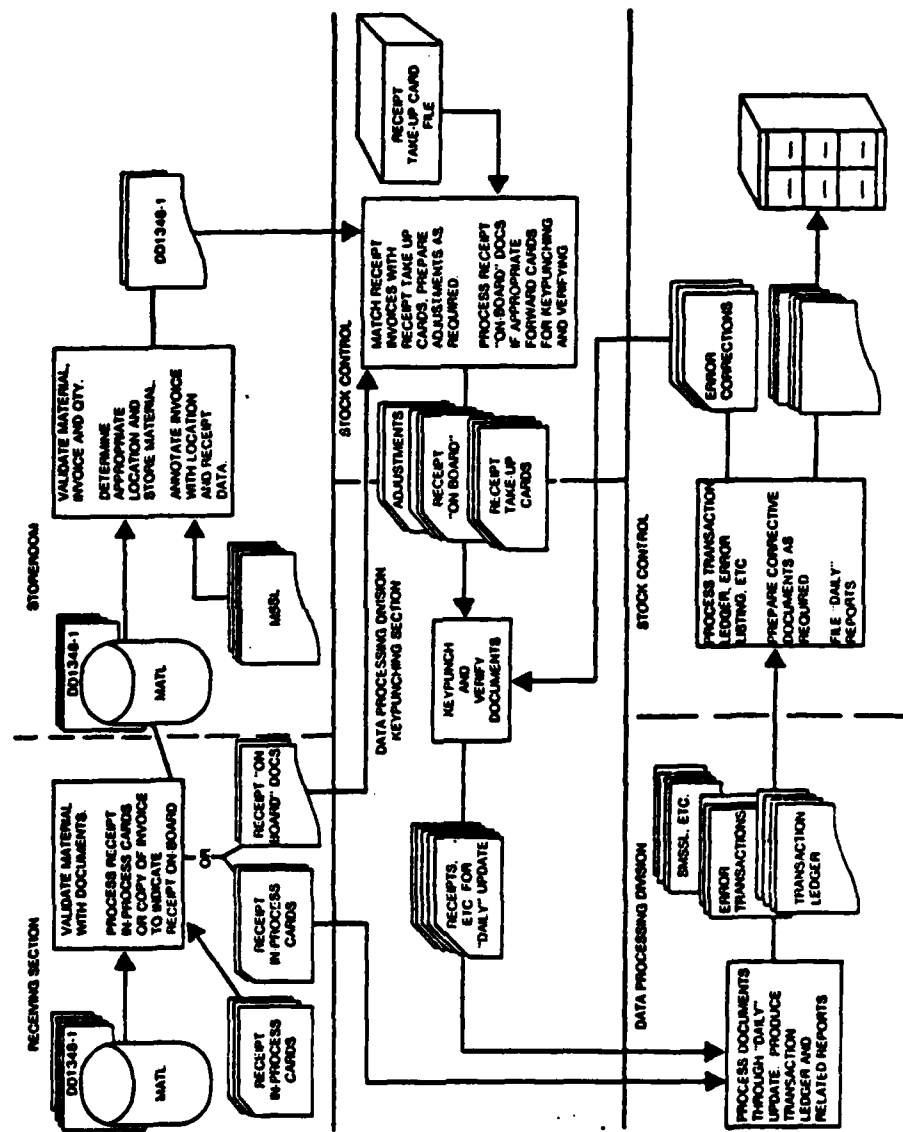 RECEIVING SECTION
DD1348-1
MATL
RECEIPT
IN-PROCESS
CARDS
VALIDATE MATERIAL
WITH DOCUMENTS.
PROCESS RECEIPT
IN-PROCESS CARDS
OR COPY OF INVOICE
TO INDICATE
RECEIPT ON-BOARD
OR
RECEIPT
IN-PROCESS
CARDS
RECEIPT "ON
BOARD" DOCS
STOREROOM
DD1348-1
MATL
MSSL
VALIDATE MATERIAL,
INVOICE AND QTY.
DETERMINE
APPROPRIATE
LOCATION AND
STORE MATERIAL.
ANNOTATE INVOICE
WITH LOCATION
AND RECEIPT
DATA.
DD1348-1
DATA PROCESSING DIVISION
KEYPUNCHING SECTION
RECEIPTS,
ETC FOR
"DAILY" UPDATE
KEYPUNCH
AND
VERIFY
DOCUMENTS
ADJUSTMENTS
RECEIPT
"ON BOARD"
RECEIPT
TAKE-UP
CARDS
STOCK CONTROL
MATCH RECEIPT
INVOICES WITH
RECEIPT TAKE UP
CARDS, PREPARE
ADJUSTMENTS AS
REQUIRED.
PROCESS RECEIPT
"ON-BOARD" DOCS
IF APPROPRIATE
FORWARD CARDS
FOR KEYPUNCHING
AND VERIFYING
RECEIPT
TAKE-UP CARD
FILE
DATA PROCESSING DIVISION
PROCESS DOCUMENTS
THROUGH "DAILY"
UPDATE. PRODUCE
TRANSACTION
LEDGER AND
RELATED REPORTS
SMSSL. ETC.
ERROR
TRANSACTIONS
TRANSACTION
LEDGER
STOCK CONTROL
PROCESS TRANSACTION
LEDGER, ERROR
LISTING, ETC
PREPARE CORRECTIVE
DOCUMENTS AS
REQUIRED
FILE "DAILY"
REPORTS
ERROR
CORRECTIONS